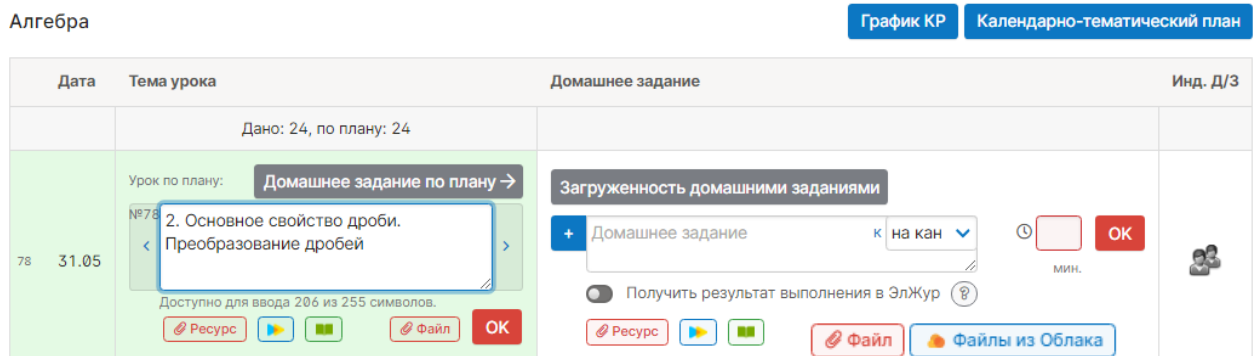 Алгебра
График КР
Календарно-тематический план
Дата
Тема урока
Домашнее задание
Инд. Д/З
Дано: 24, по плану: 24
Урок по плану:
Домашнее задание по плану →
Загруженность домашними заданиями
78
31.05
№78
2. Основное свойство дроби.
Преобразование дробей
+
Домашнее задание
к
на кан
OK
мин.
Доступно для ввода 206 из 255 символов.
Получить результат выполнения в ЭлЖур
?
Ресурс
Файл
OK
Ресурс
Файл
Файлы из Облака